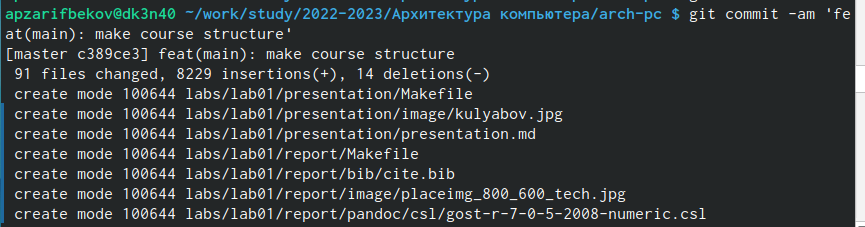 apzarifbekov@dk3n40 ~/work/study/2022-2023/Архитектура компьютера/arch-pc $ git commit -am 'fe
at(main): make course structure'
[master c389ce3] feat(main): make course structure
 91 files changed, 8229 insertions(+), 14 deletions(-)
 create mode 100644 labs/lab01/presentation/Makefile
 create mode 100644 labs/lab01/presentation/image/kulyabov.jpg
 create mode 100644 labs/lab01/presentation/presentation.md
 create mode 100644 labs/lab01/report/Makefile
 create mode 100644 labs/lab01/report/bib/cite.bib
 create mode 100644 labs/lab01/report/image/placeimg_800_600_tech.jpg
 create mode 100644 labs/lab01/report/pandoc/csl/gost-r-7-0-5-2008-numeric.csl